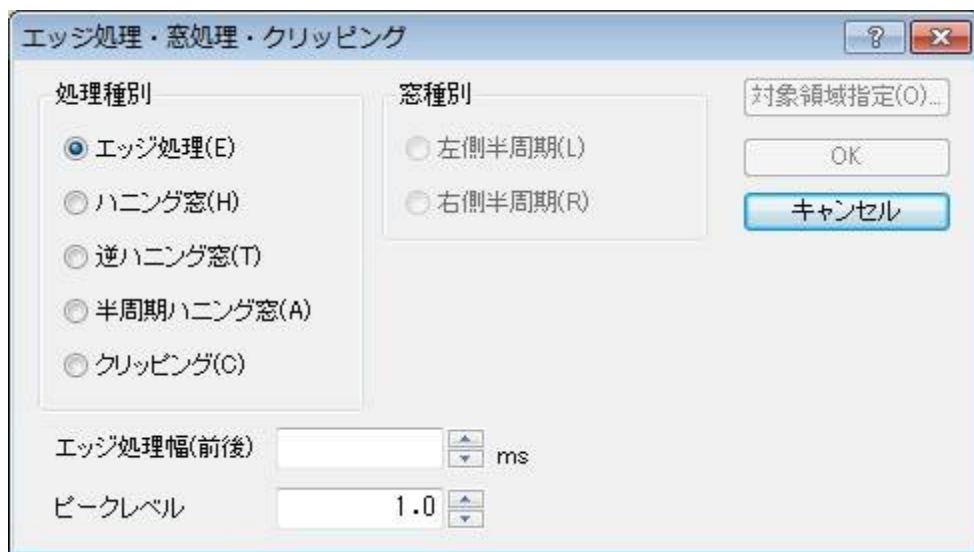 エッジ処理・窓処理・クリッピング
処理種別
エッジ処理(E)
ハニング窓(H)
逆ハニング窓(T)
半周期ハニング窓(A)
クリッピング(C)
窓種別
左側半周期(L)
右側半周期(R)
対象領域指定(O)...
OK
キャンセル
エッジ処理幅(前後) ms
ピークレベル 1.0